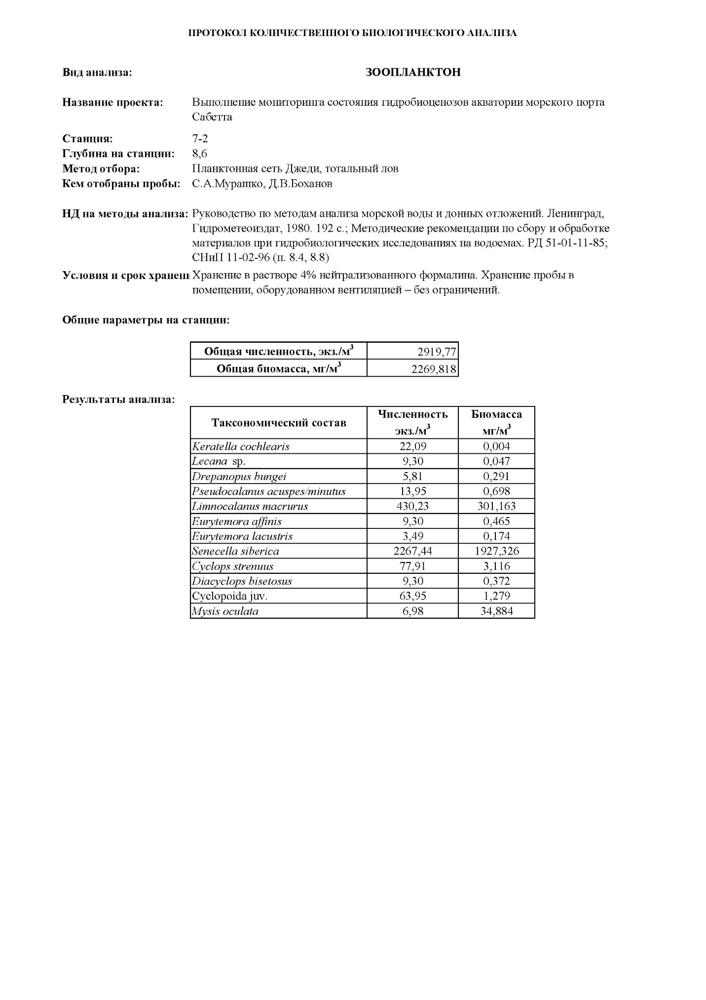 ПРОТОКОЛ КОЛИЧЕСТВЕННОГО БИОЛОГИЧЕСКОГО АНАЛИЗА
Вид анализа: ЗООПЛАНКТОН
Название проекта: Выполнение мониторинга состояния гидробиоценозов акватории морского порта
Сабетта
Станция: 7-2
Глубина на станции: 8,6
Метод отбора: Планктонная сеть Джеди, тотальный лов
Кем отобраны пробы: С.А.Мурашко, Д.В.Боханов
НД на методы анализа: Руководство по методам анализа морской воды и донных отложений. Ленинград,
Гидрометеоиздат, 1980. 192 с.; Методические рекомендации по сбору и обработке
материалов при гидробиологических исследованиях на водоемах. РД 51-01-11-85;
СНиП 11-02-96 (п. 8.4, 8.8)
Условия и срок хранени Хранение в растворе 4% нейтрализованного формалина. Хранение пробы в
помещении, оборудованном вентиляцией – без ограничений.
Общие параметры на станции:
Общая численность, экз./м³ 2919,77
Общая биомасса, мг/м³ 2269,818
Результаты анализа:
Таксономический состав Численность экз./м³ Биомасса мг/м³
Keratella cochlearis 22,09 0,004
Lecana sp. 9,30 0,047
Drepanopus bungei 5,81 0,291
Pseudocalanus acuspes/minutus 13,95 0,698
Limnocalanus macrurus 430,23 301,163
Eurytemora affinis 9,30 0,465
Eurytemora lacustris 3,49 0,174
Senecella siberica 2267,44 1927,326
Cyclops strenuus 77,91 3,116
Diacyclops bisetosus 9,30 0,372
Cyclopoida juv. 63,95 1,279
Mysis oculata 6,98 34,884